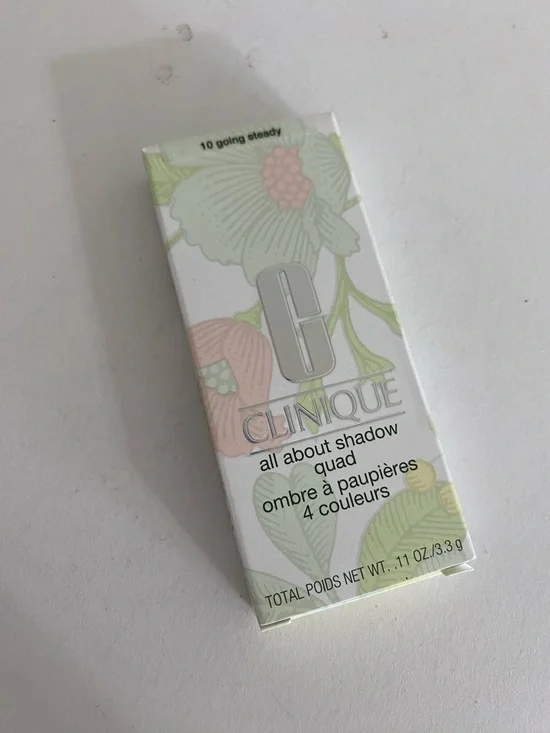 10 going steady
C
CLINIQUE
all about shadow
quad
ombre à paupières
4 couleurs
TOTAL POIDS NET WT. .11 OZ./3.3 g